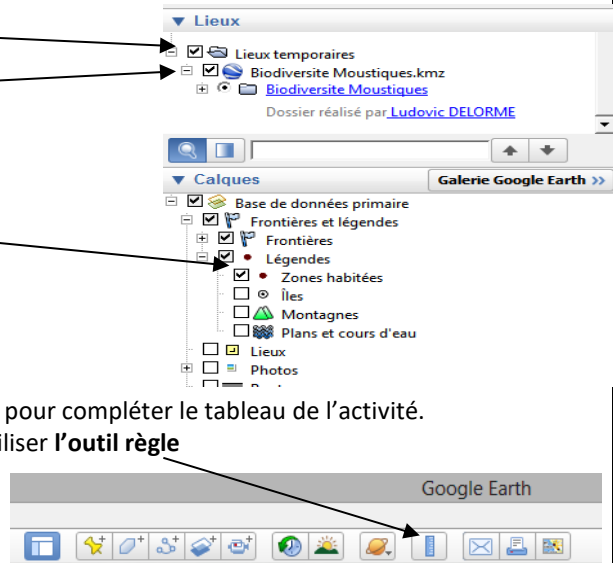 Lieux
Lieux temporaires
Biodiversite Moustiques.kmz
Biodiversite Moustiques
Dossier réalisé par Ludovic DELORME
Calques
Galerie Google Earth >>
Base de données primaire
Frontières et légendes
Frontières
Légendes
Zones habitées
Îles
Montagnes
Plans et cours d'eau
Lieux
Photos
pour compléter le tableau de l’activité.
iliser l’outil règle
Google Earth